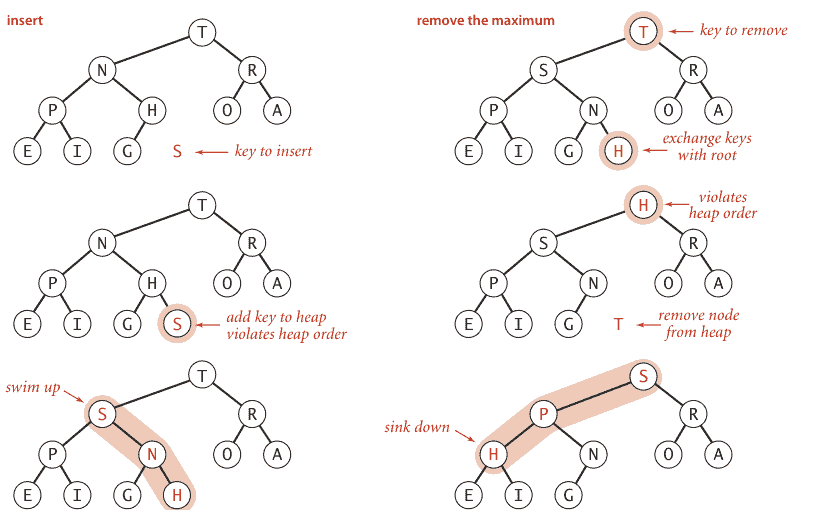 insert
T
N R
P H O A
E I G S key to insert
T
N R
P H O A
E I G S add key to heap
violates heap order
swim up
T
S R
P N O A
E I G H
remove the maximum
T key to remove
S R
P N O A
E I G H exchange keys
with root
H violates
heap order
S R
P N O A
E I G T remove node
from heap
S
sink down
P R
H N O A
E I G